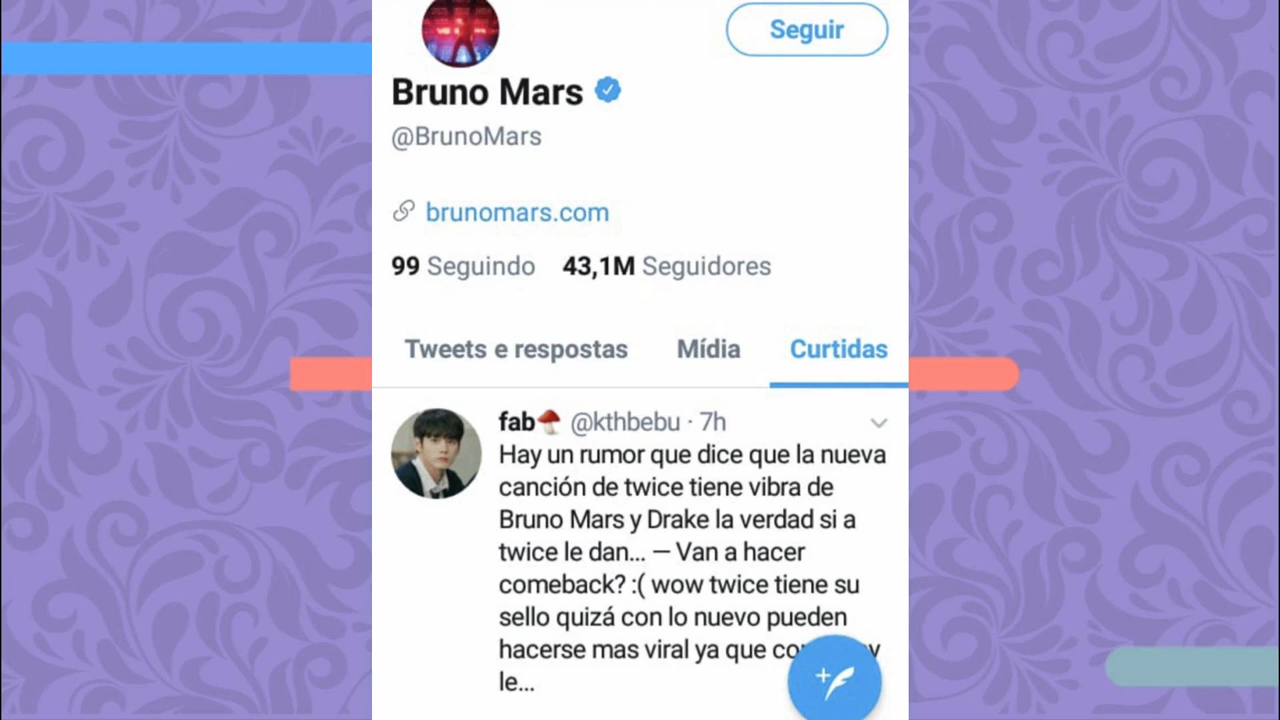 Seguir
Bruno Mars
@BrunoMars
brunomars.com
99 Seguindo 43,1M Seguidores
Tweets e respostas Mídia Curtidas
fab @kthbebu · 7h
Hay un rumor que dice que la nueva
canción de twice tiene vibra de
Bruno Mars y Drake la verdad si a
twice le dan... — Van a hacer
comeback? :( wow twice tiene su
sello quizá con lo nuevo pueden
hacerse mas viral ya que
le...